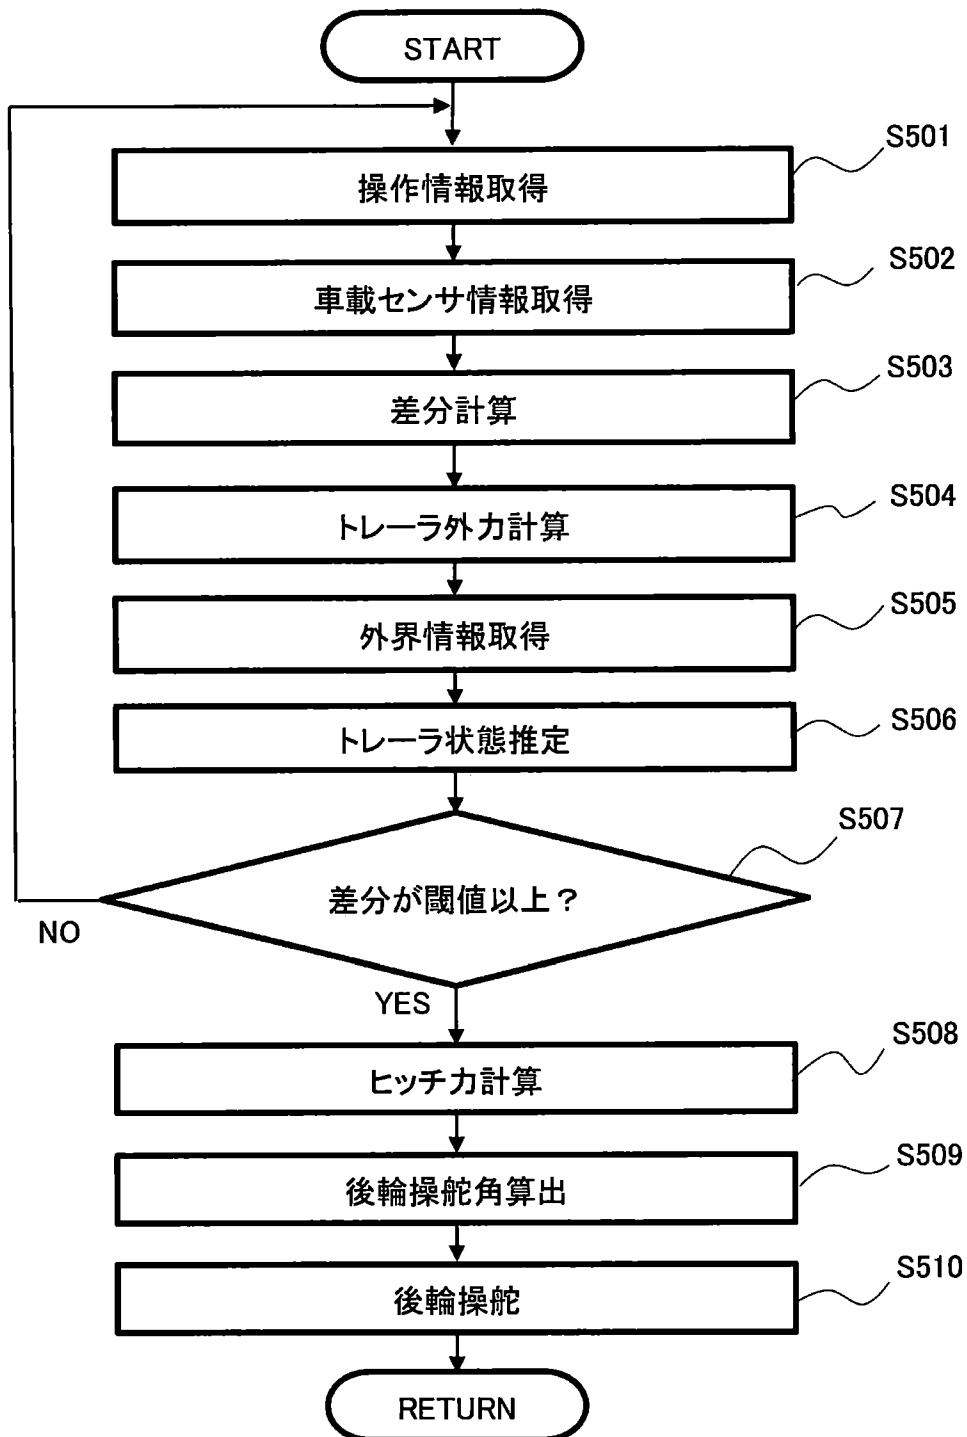 START
S501
操作情報取得
S502
車載センサ情報取得
S503
差分計算
S504
トレーラ外力計算
S505
外界情報取得
S506
トレーラ状態推定
S507
差分が閾値以上？
NO
YES
S508
ヒッチ力計算
S509
後輪操舵角算出
S510
後輪操舵
RETURN